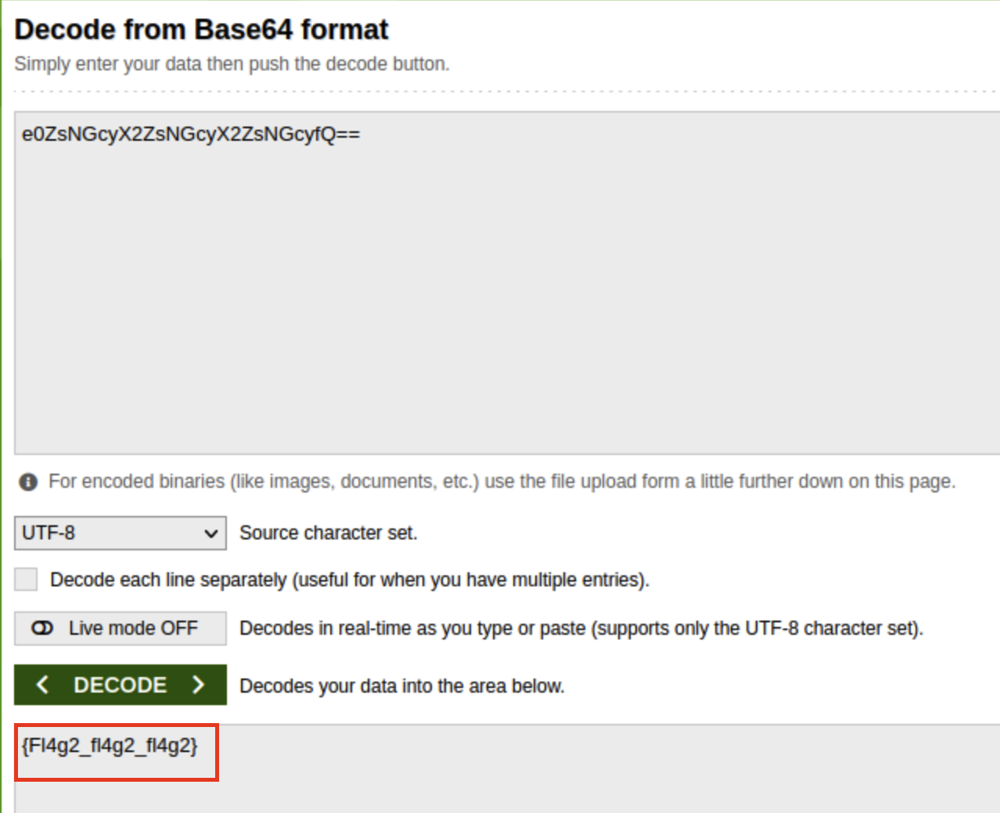 Decode from Base64 format
Simply enter your data then push the decode button.
e0ZsNGcyX2ZsNGcyX2ZsNGcyfQ==
For encoded binaries (like images, documents, etc.) use the file upload form a little further down on this page.
UTF-8 Source character set.
Decode each line separately (useful for when you have multiple entries).
Live mode OFF Decodes in real-time as you type or paste (supports only the UTF-8 character set).
< DECODE > Decodes your data into the area below.
{Fl4g2_fl4g2_fl4g2}